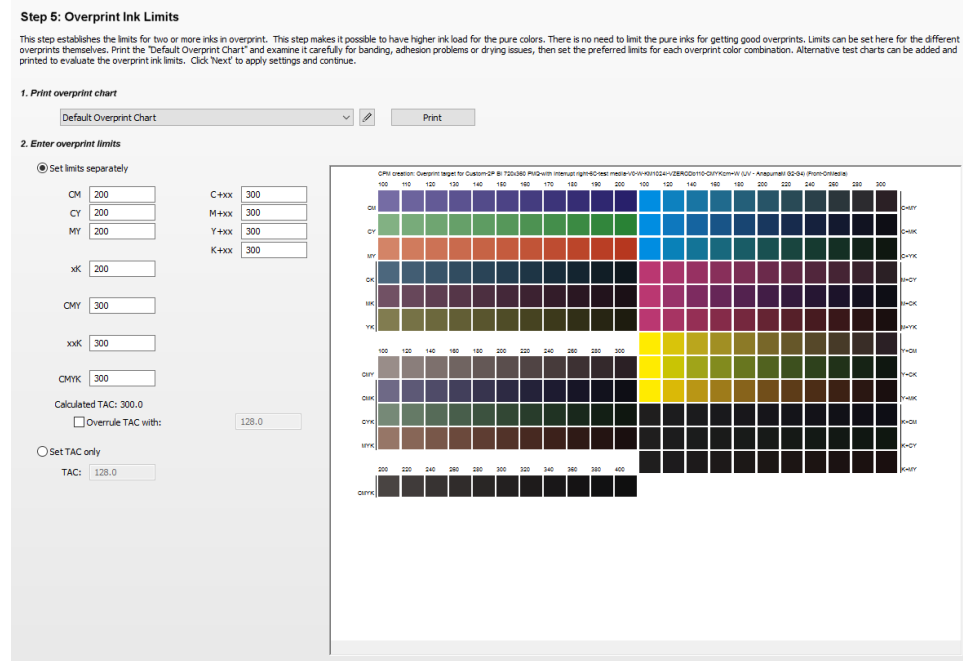 Step 5: Overprint Ink Limits
This step establishes the limits for two or more inks in overprint. This step makes it possible to have higher ink load for the pure colors. There is no need to limit the pure inks for getting good overprints. Limits can be set here for the different
overprints themselves. Print the "Default Overprint Chart" and examine it carefully for banding, adhesion problems or drying issues, then set the preferred limits for each overprint color combination. Alternative test charts can be added and
printed to evaluate the overprint ink limits. Click 'Next' to apply settings and continue.
1. Print overprint chart
Default Overprint Chart
Print
2. Enter overprint limits
Set limits separately
CM 200 C+xx 300
CY 200 M+xx 300
MY 200 Y+xx 300
K+xx 300
xK 200
CMY 300
xxK 300
CMYK 300
Calculated TAC: 300.0
Overrule TAC with: 128.0
Set TAC only
TAC: 128.0
100 110 120 130 140 150 160 170 180 190 200 100 120 140 160 180 200 220 240 260 280 300
CM C+MY
CY C+MK
MY C+YK
CK M+CY
MK M+CK
YK M+YK
100 120 140 160 180 200 220 240 260 280 300 Y+CM
CMY Y+CK
CMK Y+MK
CYK K+CM
MYK K+CY
200 220 240 260 280 300 320 340 360 380 400 K+MY
CMYK